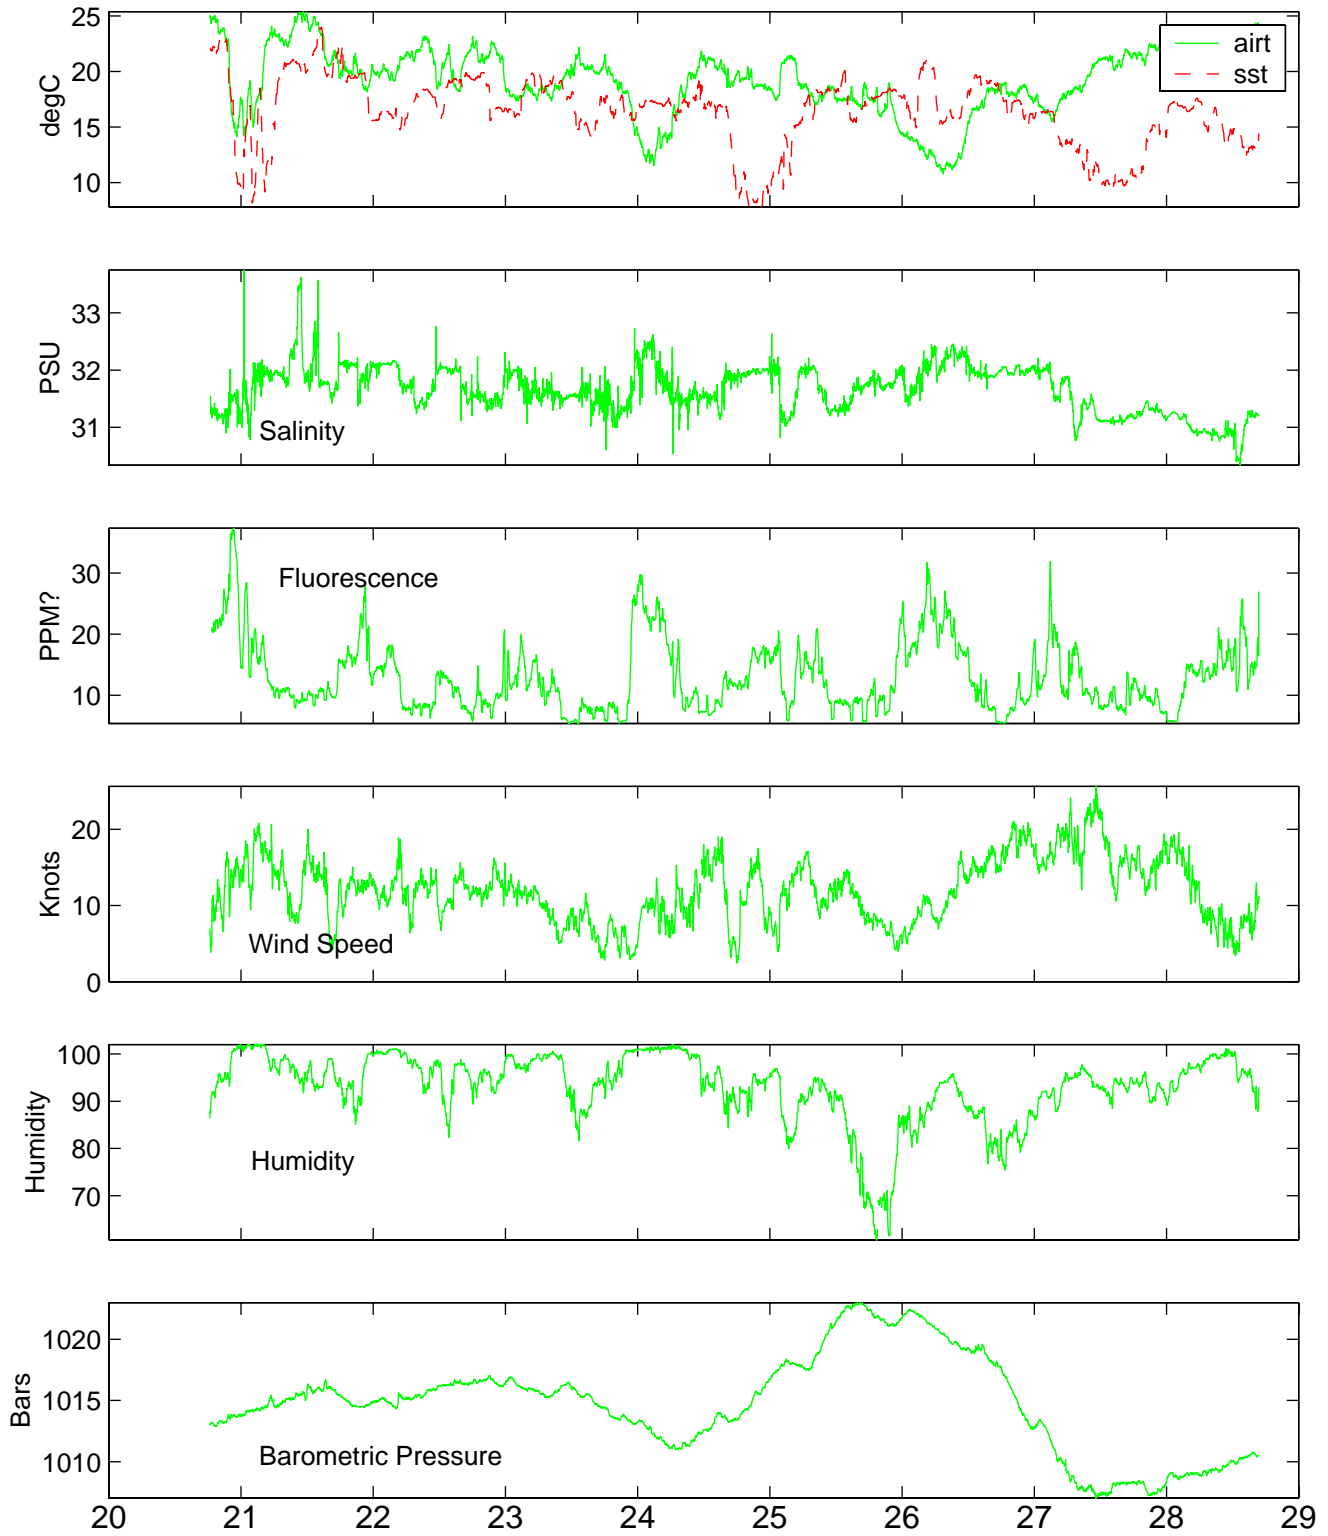 25
20
15
10
degC
airt
sst
33
32
31
PSU
Salinity
30
20
10
PPM?
Fluorescence
20
10
0
Knots
Wind Speed
100
90
80
70
Humidity
Humidity
1020
1015
1010
Bars
Barometric Pressure
20 21 22 23 24 25 26 27 28 29